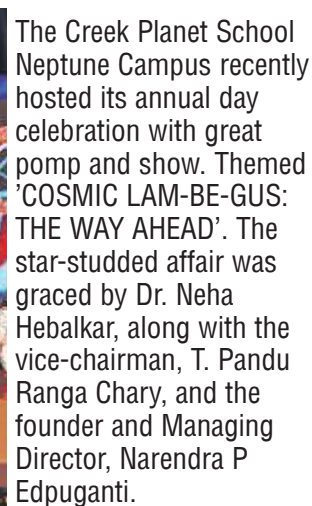 The Creek Planet School
Neptune Campus recently
hosted its annual day
celebration with great
pomp and show. Themed
’COSMIC LAM-BE-GUS:
THE WAY AHEAD’. The
star-studded affair was
graced by Dr. Neha
Hebalkar, along with the
vice-chairman, T. Pandu
Ranga Chary, and the
founder and Managing
Director, Narendra P
Edpuganti.